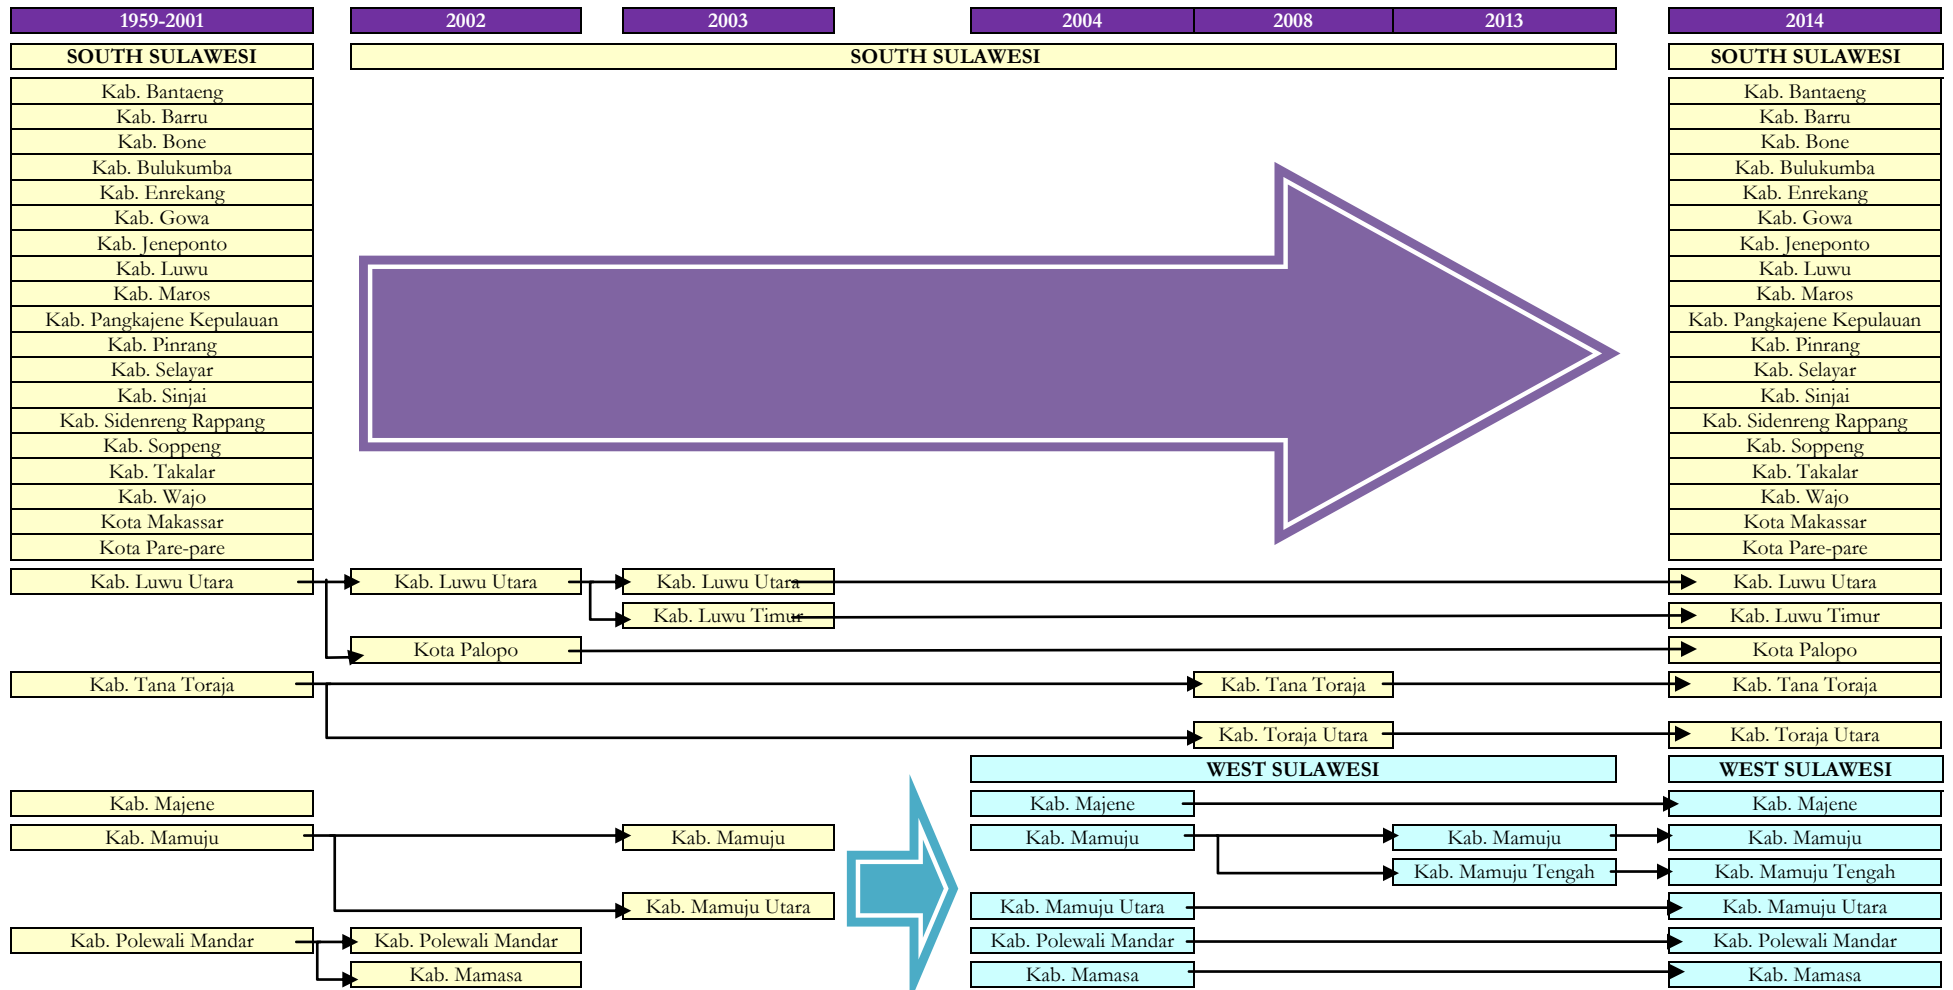 1959-2001 2002 2003 2004 2008 2013 2014
SOUTH SULAWESI SOUTH SULAWESI SOUTH SULAWESI
Kab. Bantaeng Kab. Bantaeng
Kab. Barru Kab. Barru
Kab. Bone Kab. Bone
Kab. Bulukumba Kab. Bulukumba
Kab. Enrekang Kab. Enrekang
Kab. Gowa Kab. Gowa
Kab. Jeneponto Kab. Jeneponto
Kab. Luwu Kab. Luwu
Kab. Maros Kab. Maros
Kab. Pangkajene Kepulauan Kab. Pangkajene Kepulauan
Kab. Pinrang Kab. Pinrang
Kab. Selayar Kab. Selayar
Kab. Sinjai Kab. Sinjai
Kab. Sidenreng Rappang Kab. Sidenreng Rappang
Kab. Soppeng Kab. Soppeng
Kab. Takalar Kab. Takalar
Kab. Wajo Kab. Wajo
Kota Makassar Kota Makassar
Kota Pare-pare Kota Pare-pare
Kab. Luwu Utara Kab. Luwu Utara Kab. Luwu Utara Kab. Luwu Utara
Kab. Luwu Timur Kab. Luwu Timur
Kota Palopo Kota Palopo
Kab. Tana Toraja Kab. Tana Toraja Kab. Tana Toraja
Kab. Toraja Utara Kab. Toraja Utara
WEST SULAWESI WEST SULAWESI
Kab. Majene Kab. Majene Kab. Majene
Kab. Mamuju Kab. Mamuju Kab. Mamuju Kab. Mamuju Kab. Mamuju
Kab. Mamuju Tengah Kab. Mamuju Tengah
Kab. Mamuju Utara Kab. Mamuju Utara Kab. Mamuju Utara
Kab. Polewali Mandar Kab. Polewali Mandar Kab. Polewali Mandar Kab. Polewali Mandar
Kab. Mamasa Kab. Mamasa Kab. Mamasa